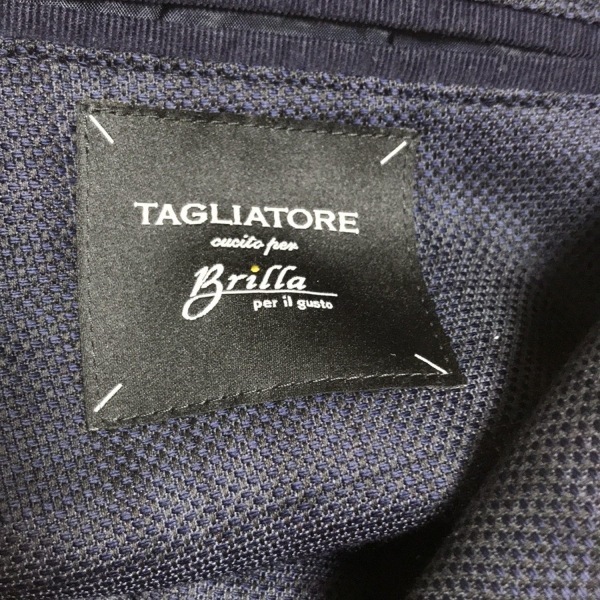 TAGLIATORE
cucito per
Brilla
per il gusto